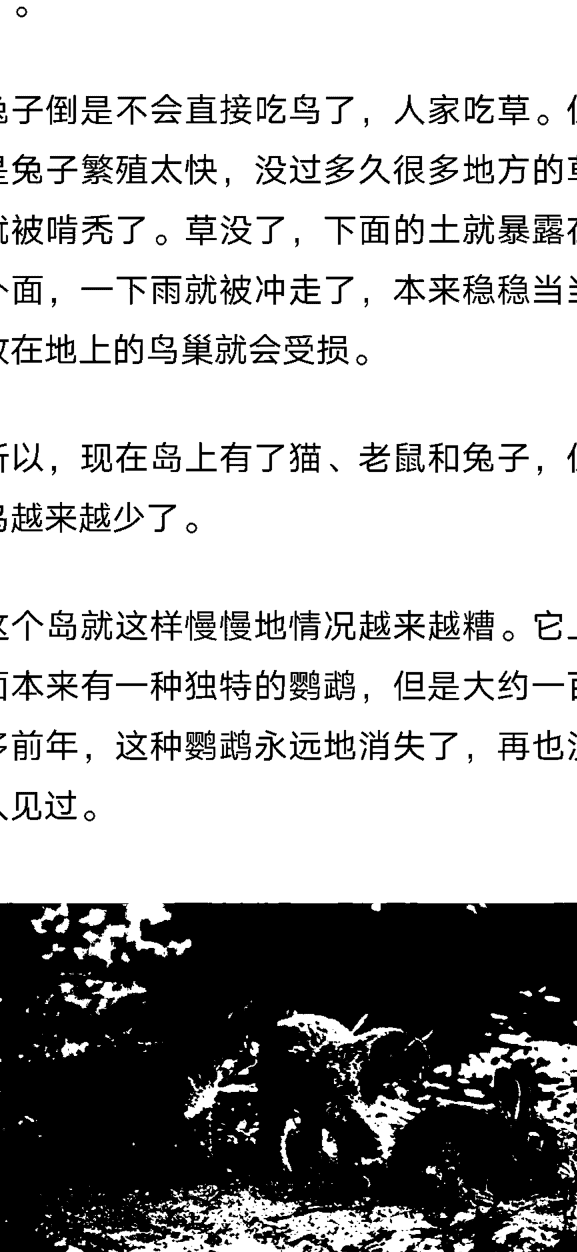 。
兔子倒是不会直接吃鸟了，人家吃草。但
是兔子繁殖太快，没过多久很多地方的草
就被啃秃了。草没了，下面的土就暴露在
外面，一下雨就被冲走了，本来稳稳当当
放在地上的鸟巢就会受损。
所以，现在岛上有了猫、老鼠和兔子，但
鸟越来越少了。
这个岛就这样慢慢地情况越来越糟。它上
面本来有一种独特的鹦鹉，但是大约一百
多前年，这种鹦鹉永远地消失了，再也没
人见过。